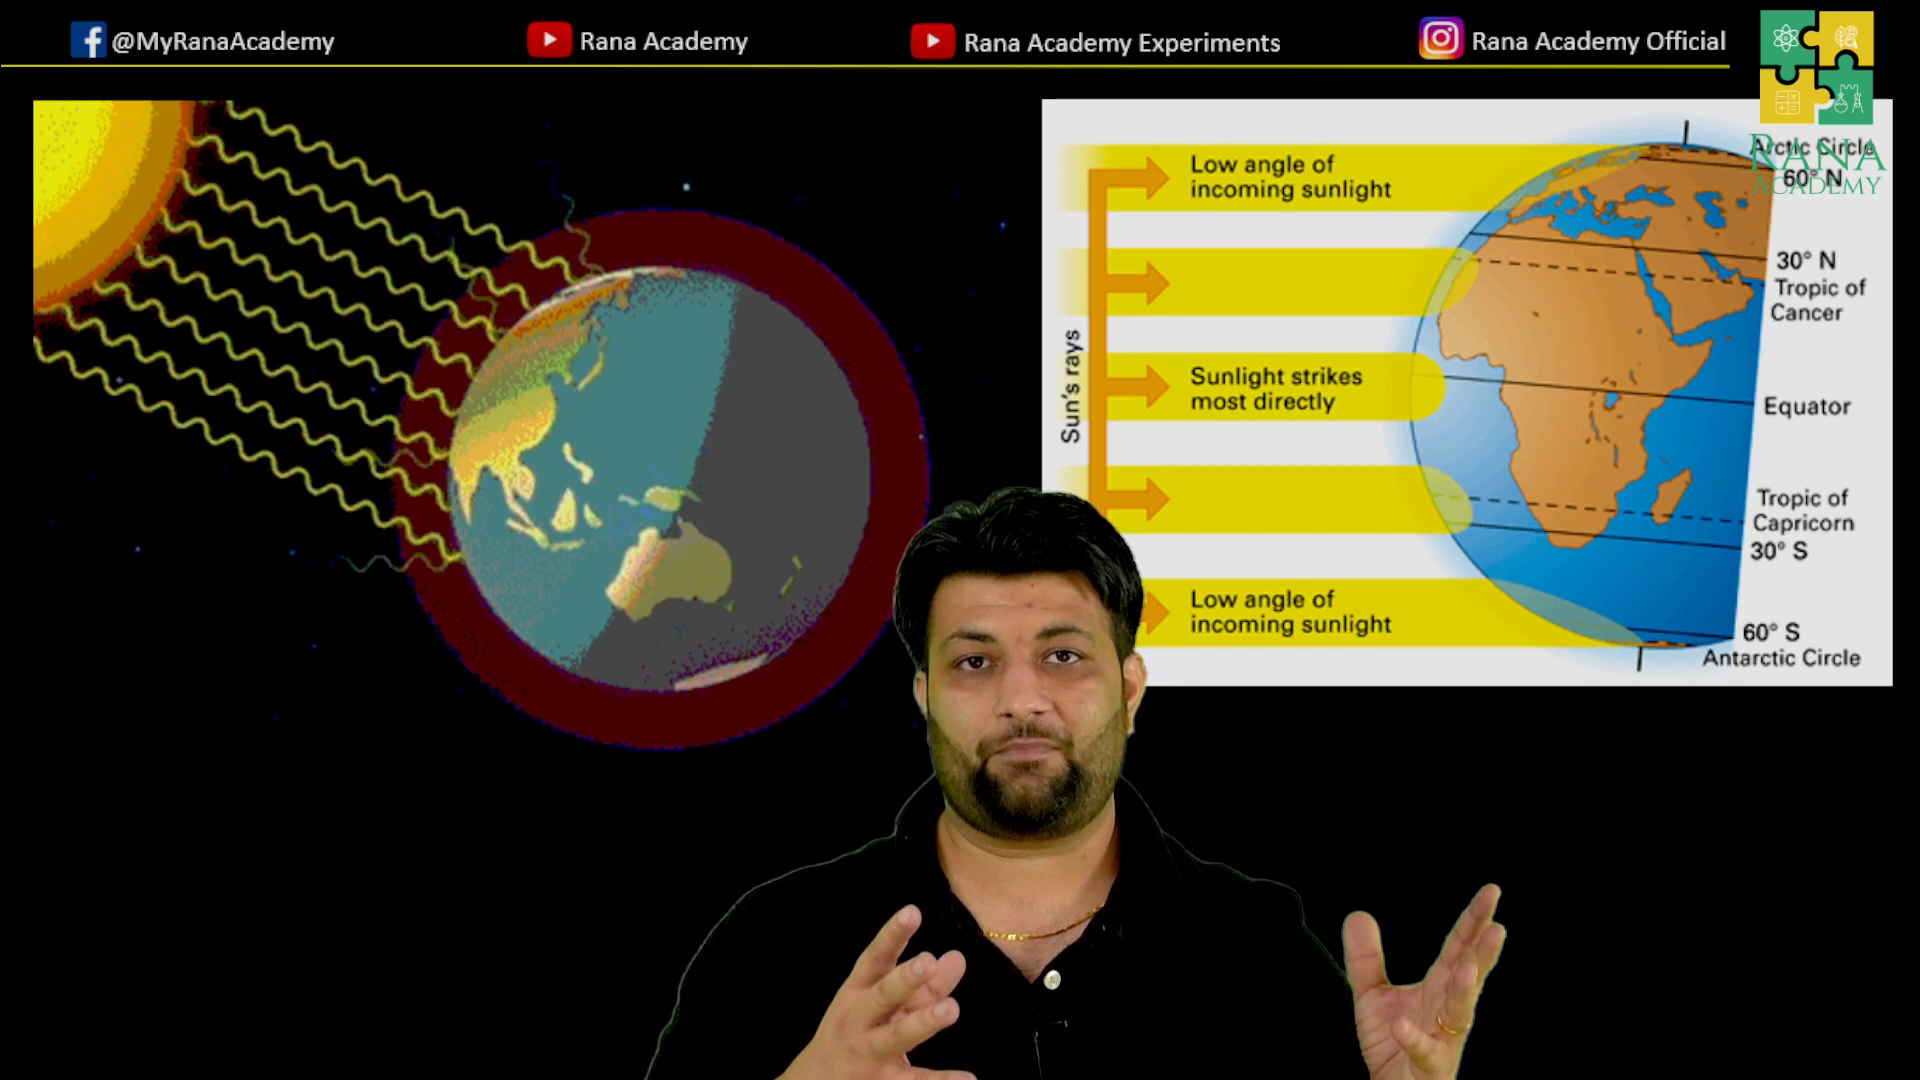 @MyRanaAcademy
Rana Academy
Rana Academy Experiments
Rana Academy Official
RANA
ACADEMY
Sun's rays
Low angle of
incoming sunlight
Sunlight strikes
most directly
Low angle of
incoming sunlight
Arctic Circle
60° N
30° N
Tropic of
Cancer
Equator
Tropic of
Capricorn
30° S
60° S
Antarctic Circle